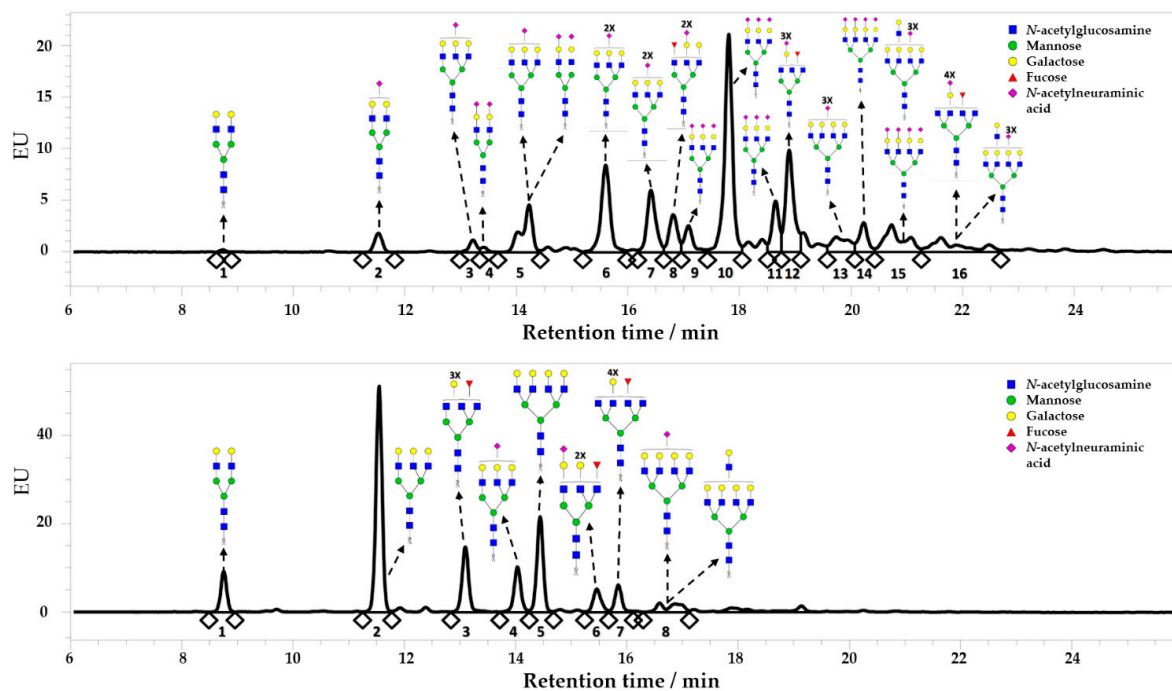 2X
3X
4X
20
15
10
5
0
EU
2X
2X
3X
3X
3X
N-acetylglucosamine
Mannose
Galactose
Fucose
N-acetylneuraminic
acid
1 2 3 4 5 6 7 8 9 10 11 12 13 14 15 16
6 8 10 12 14 16 18 20 22 24
Retention time / min
40
20
0
EU
3X
2X
4X
N-acetylglucosamine
Mannose
Galactose
Fucose
N-acetylneuraminic
acid
1 2 3 4 5 6 7 8
6 8 10 12 14 16 18 20 22 24
Retention time / min